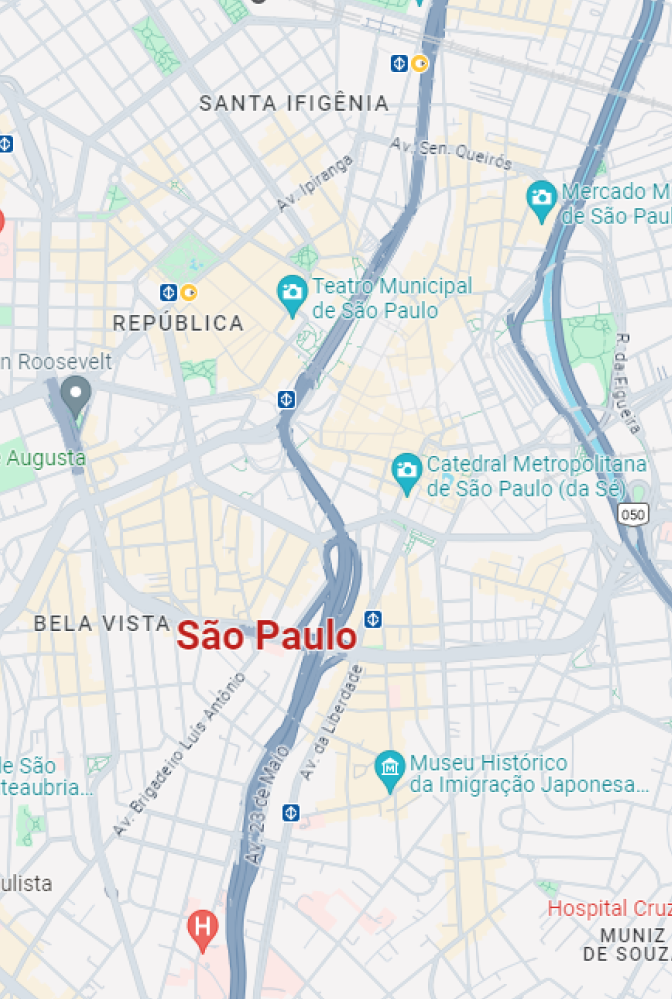 SANTA IFIGÊNIA
Av. Sen. Queirós
Av. Ipiranga
Mercado M
de São Paul
Teatro Municipal
de São Paulo
REPÚBLICA
n Roosevelt
R. da Figueira
Augusta
Catedral Metropolitana
de São Paulo (da Sé)
050
BELA VISTA
São Paulo
Av. Brigadeiro Luís Antônio
Av. da Liberdade
Av. 23 de Maio
de São
teaubria...
Museu Histórico
da Imigração Japonesa...
ulista
H
Hospital Cruz
MUNIZ
DE SOUZ